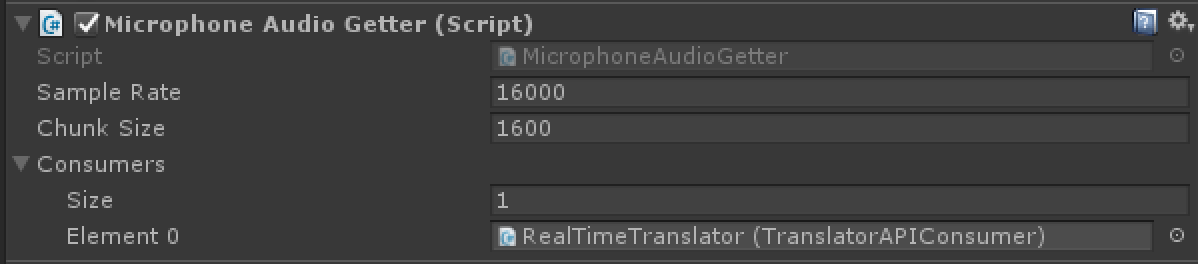 Microphone Audio Getter (Script)
Script MicrophoneAudioGetter
Sample Rate 16000
Chunk Size 1600
Consumers
Size 1
Element 0 RealTimeTranslator (TranslatorAPIConsumer)